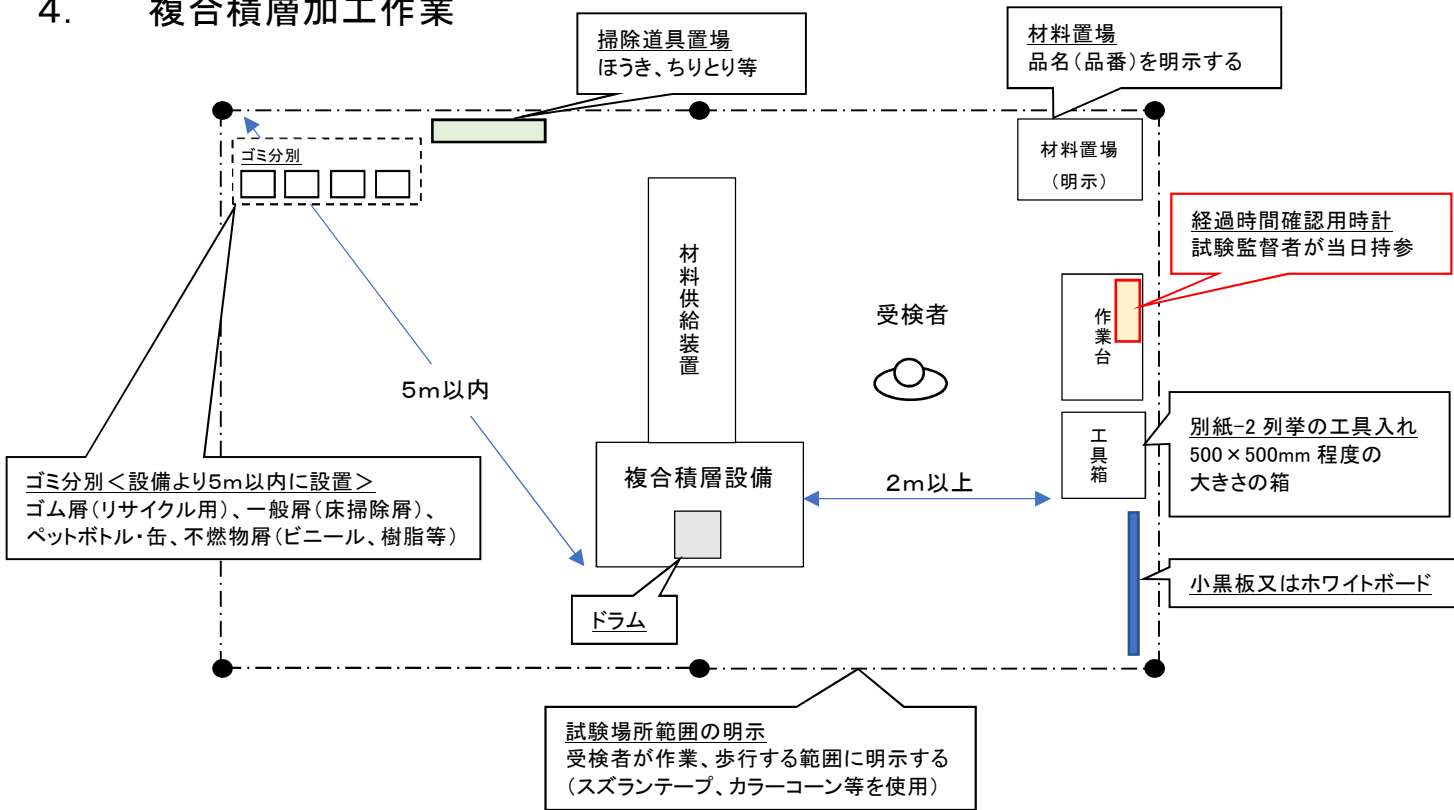 4. 複合積層加工作業
掃除道具置場
ほうき、ちりとり等
材料置場
品名（品番）を明示する
ゴミ分別
材料置場
（明示）
経過時間確認用時計
試験監督者が当日持参
材料供給装置
受検者
作業台
5m以内
工具箱
別紙-2 列挙の工具入れ
500×500mm 程度の
大きさの箱
ゴミ分別＜設備より5m以内に設置＞
ゴム屑（リサイクル用）、一般屑（床掃除屑）、
ペットボトル・缶、不燃物屑（ビニール、樹脂等）
複合積層設備
2m以上
小黒板又はホワイトボード
ドラム
試験場所範囲の明示
受検者が作業、歩行する範囲に明示する
（スズランテープ、カラーコーン等を使用）